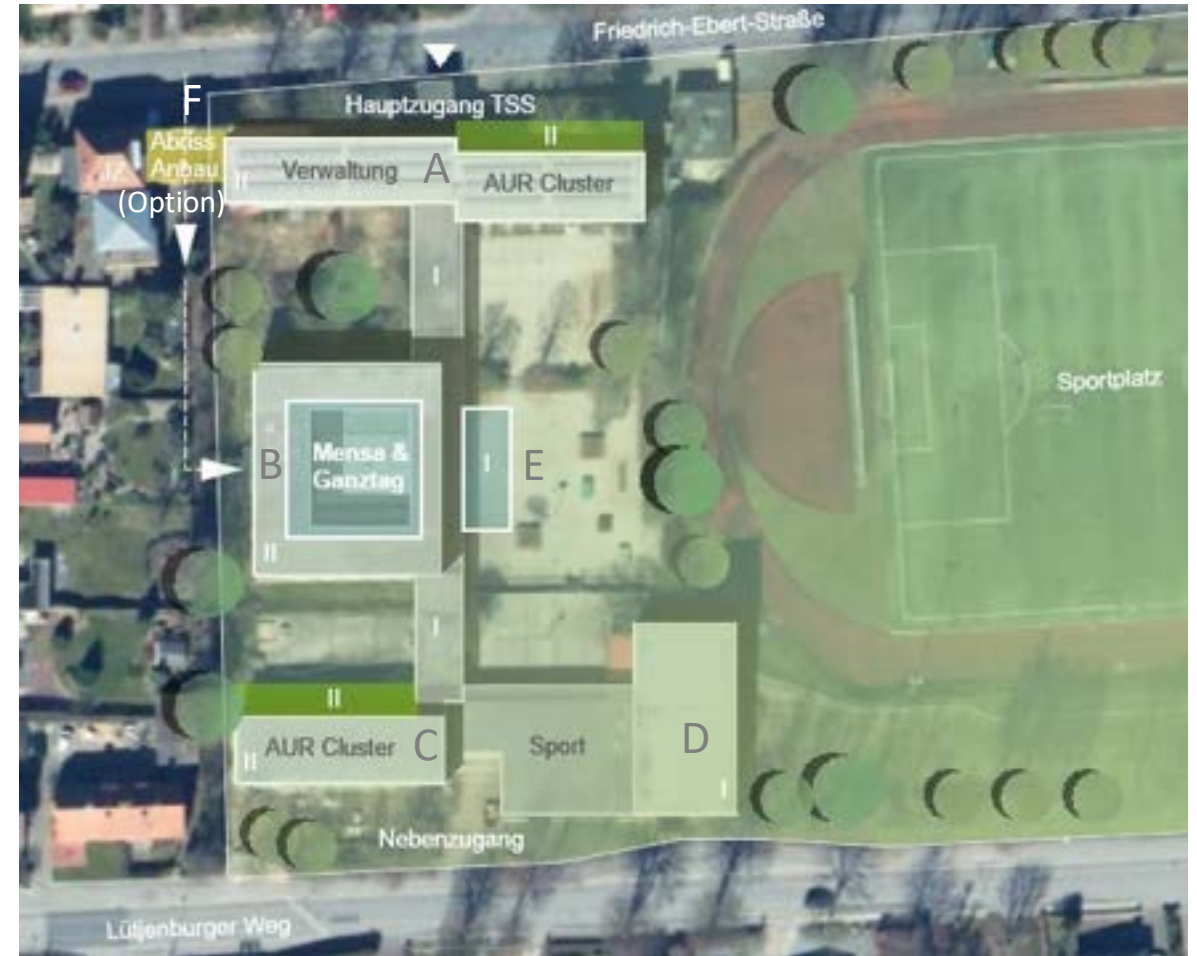 Friedrich-Ebert-Straße
F
Hauptzugang TSS
II
Abriss
Anbau
JZ
II
Verwaltung
A
AUR Cluster
(Option)
I
Sportplatz
B
Mensa &
Ganztag
I
E
II
I
II
AUR Cluster
C
II
Sport
D
I
Nebenzugang
Lütjenburger Weg